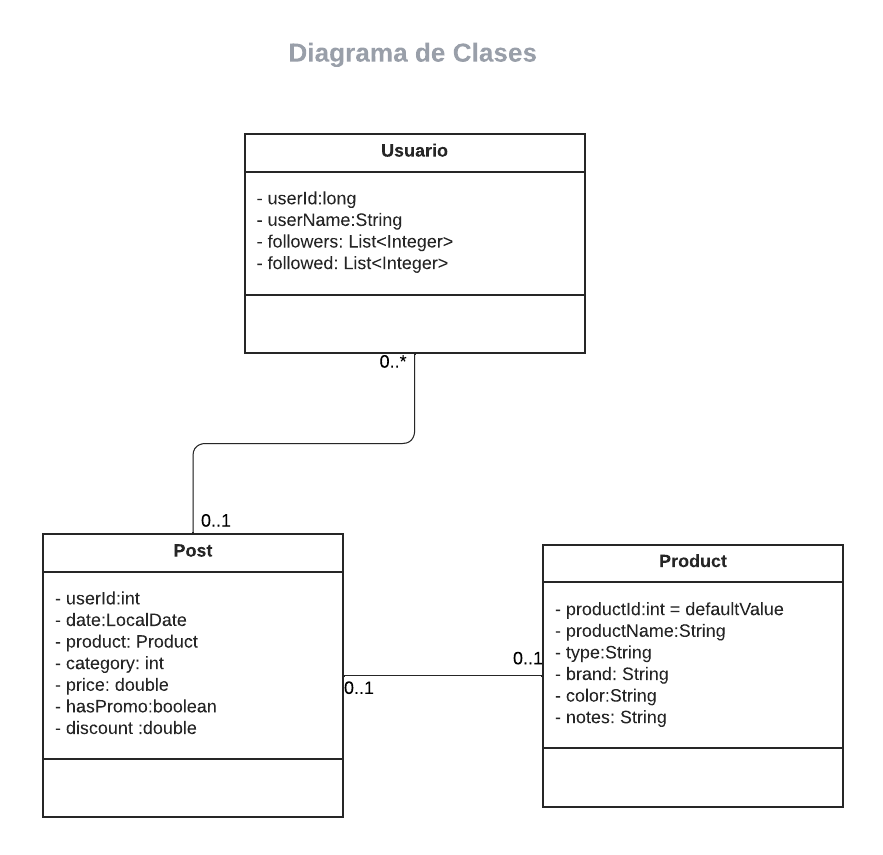 Diagrama de Clases
Usuario
- userId:long
- userName:String
- followers: List<Integer>
- followed: List<Integer>
0..*
0..1
Post
- userId:int
- date:LocalDate
- product: Product
- category: int
- price: double
- hasPromo:boolean
- discount :double
0..1
0..1
Product
- productId:int = defaultValue
- productName:String
- type:String
- brand: String
- color:String
- notes: String